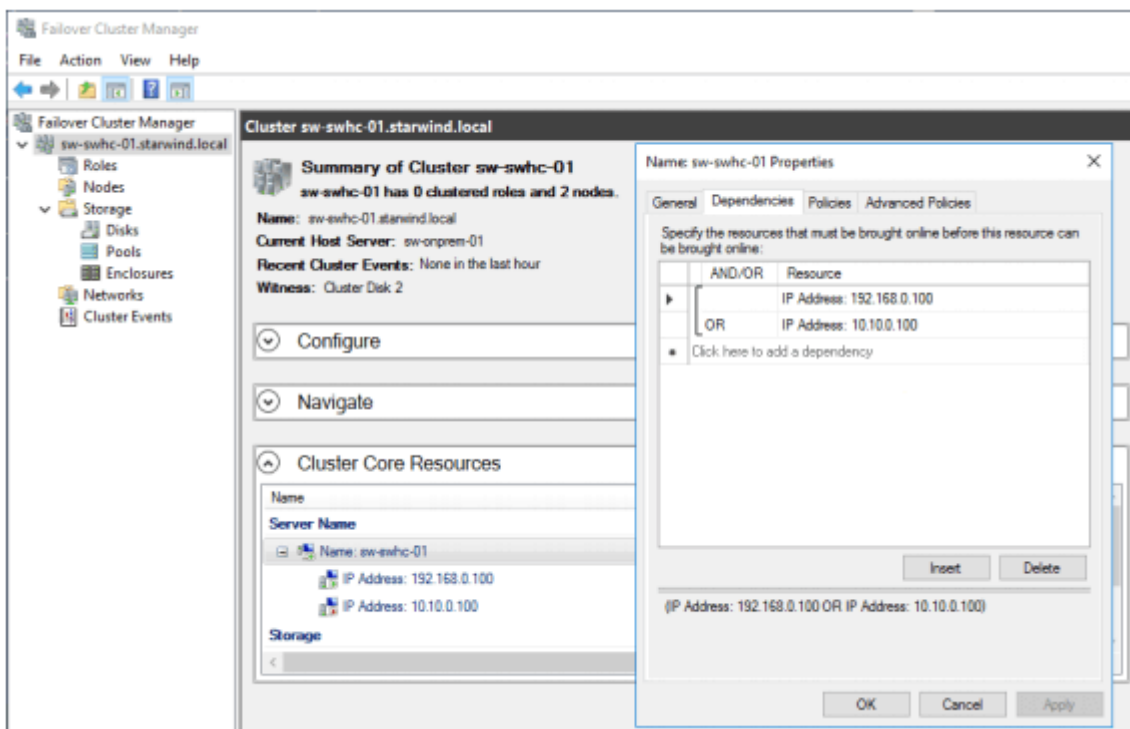 Failover Cluster Manager
File Action View Help
Failover Cluster Manager
sw-swhc-01.starwind.local
Roles
Nodes
Storage
Disks
Pools
Enclosures
Networks
Cluster Events
Cluster sw-swhc-01.starwind.local
Summary of Cluster sw-swhc-01
sw-swhc-01 has 0 clustered roles and 2 nodes.
Name: sw-swhc-01.starwind.local
Current Host Server: sw-onprem-01
Recent Cluster Events: None in the last hour
Witness: Cluster Disk 2
Configure
Navigate
Cluster Core Resources
Name
Server Name
Name: sw-swhc-01
IP Address: 192.168.0.100
IP Address: 10.10.0.100
Storage
Name: sw-swhc-01 Properties
General Dependencies Policies Advanced Policies
Specify the resources that must be brought online before this resource can
be brought online:
AND/OR Resource
IP Address: 192.168.0.100
OR IP Address: 10.10.0.100
Click here to add a dependency
Insert Delete
(IP Address: 192.168.0.100 OR IP Address: 10.10.0.100)
OK Cancel Apply